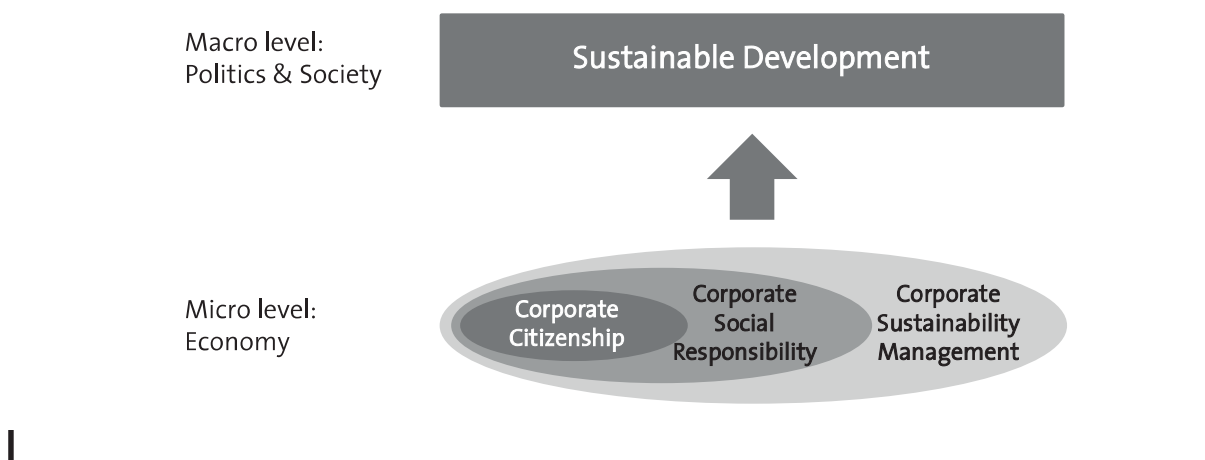 Macro level:
Politics & Society
Sustainable Development
Micro level:
Economy
Corporate
Citizenship
Corporate
Social
Responsibility
Corporate
Sustainability
Management